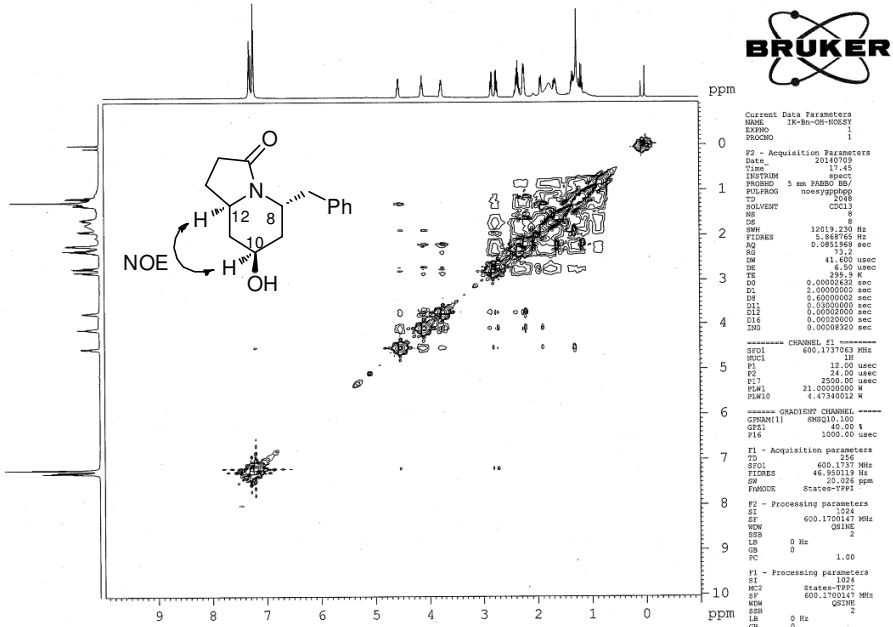 BRUKER
ppm
Current Data Parameters
NAME IK-Bn-OH-NOESY
EXPNO 1
PROCNO 1
F2 - Acquisition Parameters
Date_ 20140709
Time 17.45
INSTRUM spect
PROBHD 5 mm PABBO BB/
PULPROG noesygpphpp
TD 2048
SOLVENT CDCl3
NS 8
DS 8
SWH 12019.230 Hz
FIDRES 5.868765 Hz
AQ 0.0851968 sec
RG 73.2
DW 41.600 usec
DE 6.50 usec
TE 299.9 K
D0 0.00002632 sec
D1 2.00000000 sec
D8 0.60000002 sec
D11 0.03000000 sec
D12 0.00002000 sec
D16 0.00020000 sec
IN0 0.00008320 sec
======== CHANNEL f1 ========
SFO1 600.1737063 MHz
NUC1 1H
P1 12.00 usec
P2 24.00 usec
P17 2500.00 usec
PLW1 21.00000000 W
PLW10 4.47340012 W
====== GRADIENT CHANNEL =====
GPNAM[1] SMSQ10.100
GPZ1 40.00 %
P16 1000.00 usec
F1 - Acquisition parameters
TD 256
SFO1 600.1737 MHz
FIDRES 46.950119 Hz
SW 20.026 ppm
FnMODE States-TPPI
F2 - Processing parameters
SI 1024
SF 600.1700147 MHz
WDW QSINE
SSB 2
LB 0 Hz
GB 0
PC 1.00
F1 - Processing parameters
SI 1024
MC2 States-TPPI
SF 600.1700147 MHz
WDW QSINE
SSB 2
LB 0 Hz
GB 0
O
N
Ph
H
12
8
10
NOE
H
OH
0
1
2
3
4
5
6
7
8
9
10
9 8 7 6 5 4 3 2 1 0 ppm